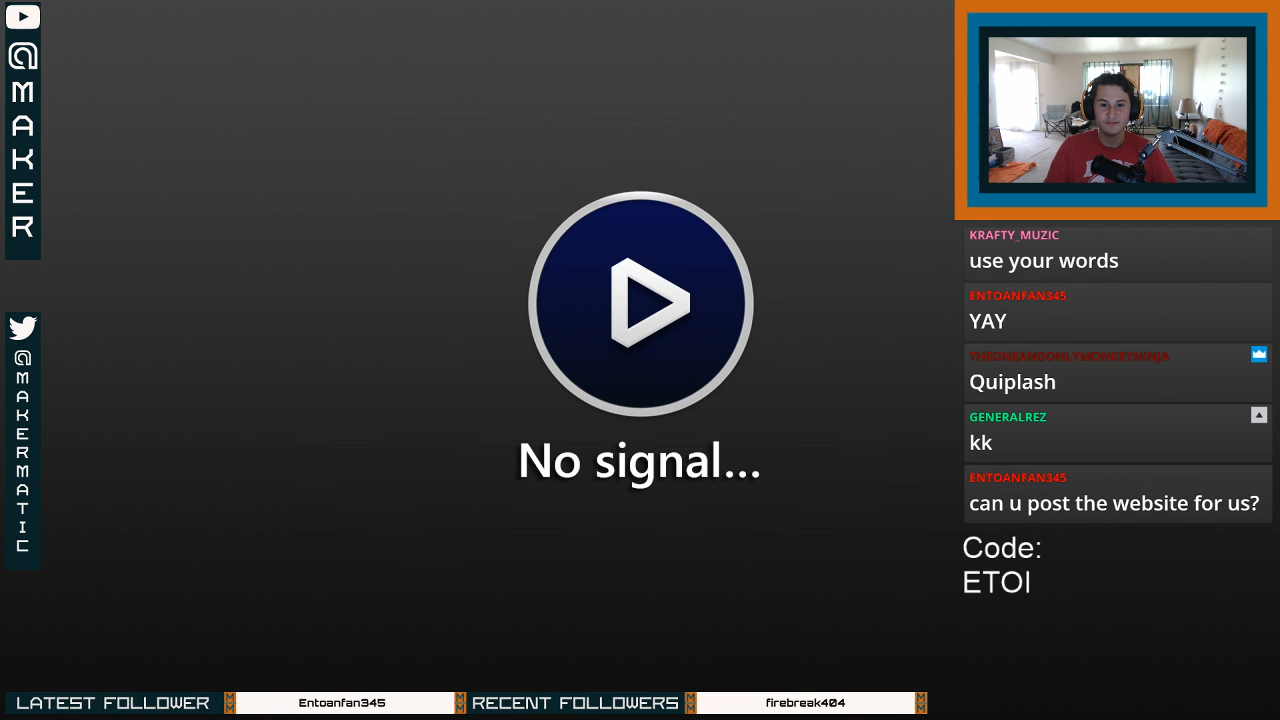 @MAKER
@MAKERMATIC
No signal...
KRAFTY_MUZIC
use your words
ENTOANFAN345
YAY
THEONEANDONLYMONKEYNINJA
Quiplash
GENERALREZ
kk
ENTOANFAN345
can u post the website for us?
Code:
ETOI
LATEST FOLLOWER
Entoanfan345
RECENT FOLLOWERS
firebreak404